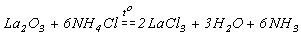 La₂O₃ + 6NH₄Cl t° == 2LaCl₃ + 3H₂O + 6NH₃